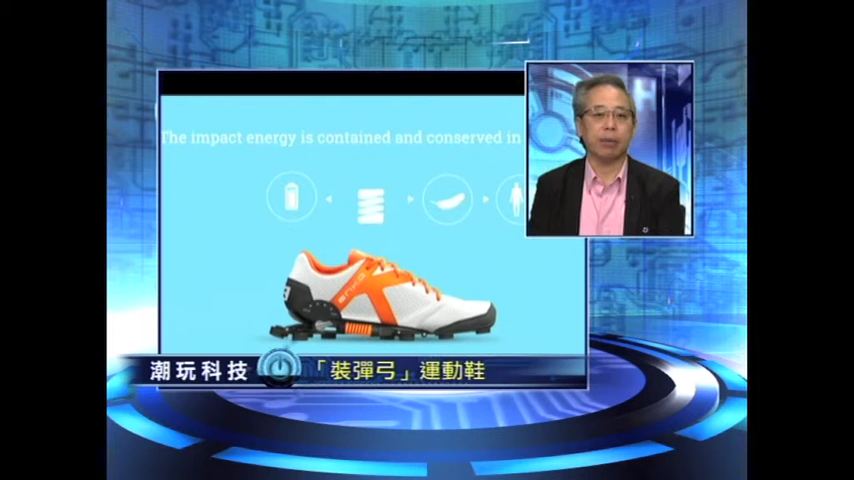 The impact energy is contained and conserved in
潮玩科技
「裝彈弓」運動鞋